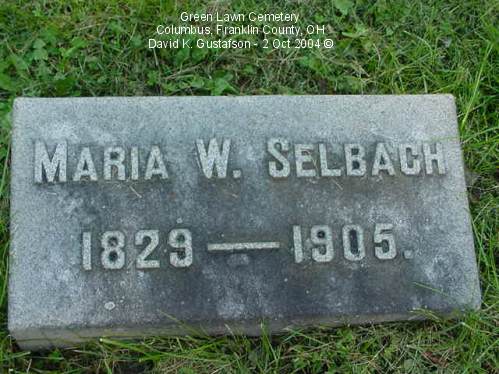 Green Lawn Cemetery
Columbus, Franklin County, OH
David K. Gustafson - 2 Oct 2004 ©
MARIA W. SELBACH
1829 — 1905.